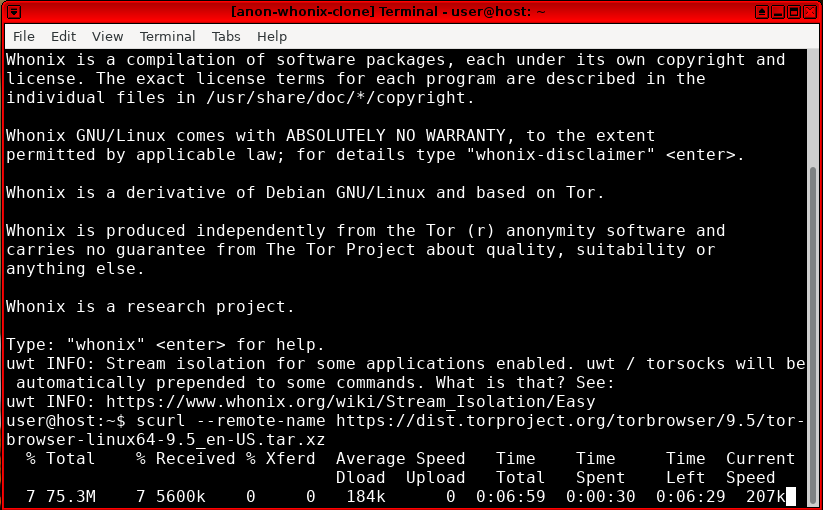 [anon-whonix-clone] Terminal - user@host: ~
File Edit View Terminal Tabs Help
Whonix is a compilation of software packages, each under its own copyright and
license. The exact license terms for each program are described in the
individual files in /usr/share/doc/*/copyright.
Whonix GNU/Linux comes with ABSOLUTELY NO WARRANTY, to the extent
permitted by applicable law; for details type "whonix-disclaimer" <enter>.
Whonix is a derivative of Debian GNU/Linux and based on Tor.
Whonix is produced independently from the Tor (r) anonymity software and
carries no guarantee from The Tor Project about quality, suitability or
anything else.
Whonix is a research project.
Type: "whonix" <enter> for help.
uwt INFO: Stream isolation for some applications enabled. uwt / torsocks will be
automatically prepended to some commands. What is that? See:
uwt INFO: https://www.whonix.org/wiki/Stream_Isolation/Easy
user@host:~$ scurl --remote-name https://dist.torproject.org/torbrowser/9.5/tor-
browser-linux64-9.5_en-US.tar.xz
% Total % Received % Xferd Average Speed Time Time Time Current
Dload Upload Total Spent Left Speed
7 75.3M 7 5600k 0 0 184k 0 0:06:59 0:00:30 0:06:29 207k